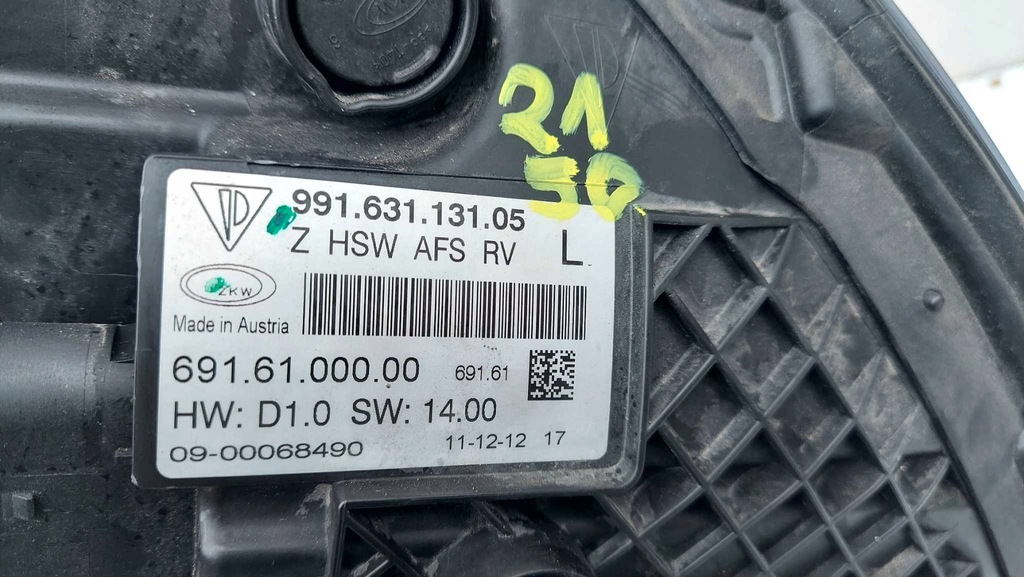 21
50
991.631.131.05
Z HSW AFS RV L
ZKW
Made in Austria
691.61.000.00 691.61
HW: D1.0 SW: 14.00
09-00068490 11-12-12 17